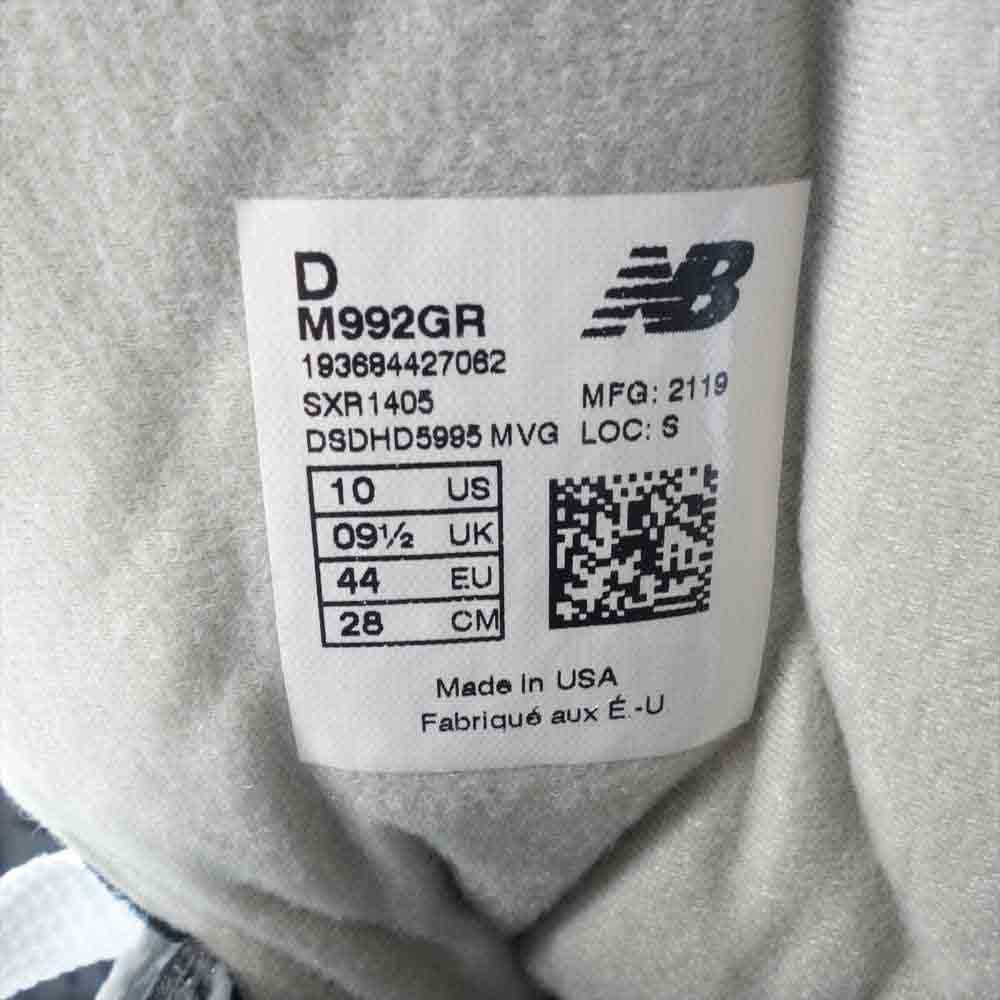 D
NB
M992GR
193684427062
SXR1405
MFG: 2119
DSDHD5995 MVG
LOC: S
10 US
09½ UK
44 EU
28 CM
Made in USA
Fabriqué aux É.-U